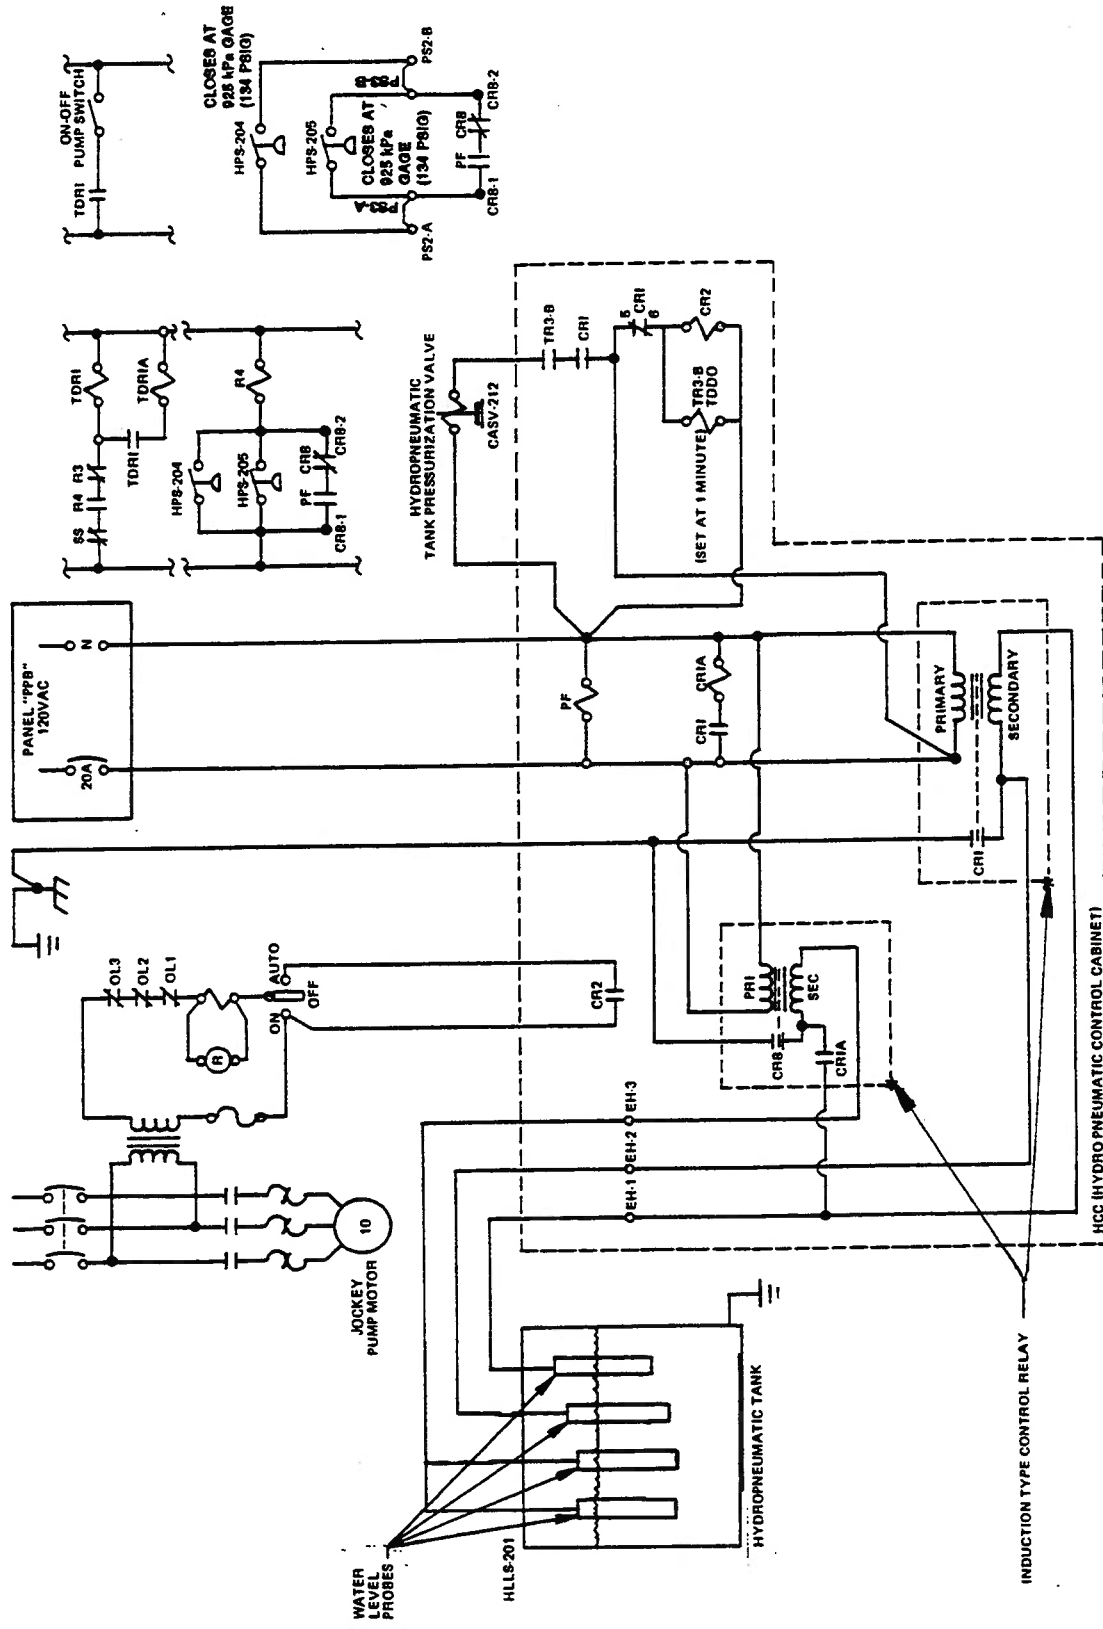 WATER
LEVEL
PROBES
HLLS-201
HYDROPNEUMATIC TANK
JOCKEY
PUMP MOTOR
10
OL3
OL2
OL1
R
ON
OFF
AUTO
CR2
EH-1
EH-2
EH-3
CR8
PRI
SEC
CR1A
INDUCTION TYPE CONTROL RELAY
HCC (HYDRO PNEUMATIC CONTROL CABINET)
PANEL "PPB"
120VAC
20A
N
PF
CR1
CR1A
PRIMARY
SECONDARY
CR1
HYDROPNEUMATIC
TANK PRESSURIZATION VALVE
CASV-212
TR3-B
CR1
5
CR1
6
TR3-B
TDDO
CR2
(SET AT 1 MINUTE)
SS
R4
R3
TDR1
TDR1
TDR1A
HPS-204
HPS-205
R4
PF
CR8
CR8-1
CR8-2
TDR1
ON-OFF
PUMP SWITCH
CLOSES AT
925 kPa GAGE
(134 PSIG)
HPS-204
HPS-205
CLOSES AT
925 kPa
GAGE
(134 PSIG)
PS2-A
PS2-B
PF
CR8
CR8-1
CR8-2